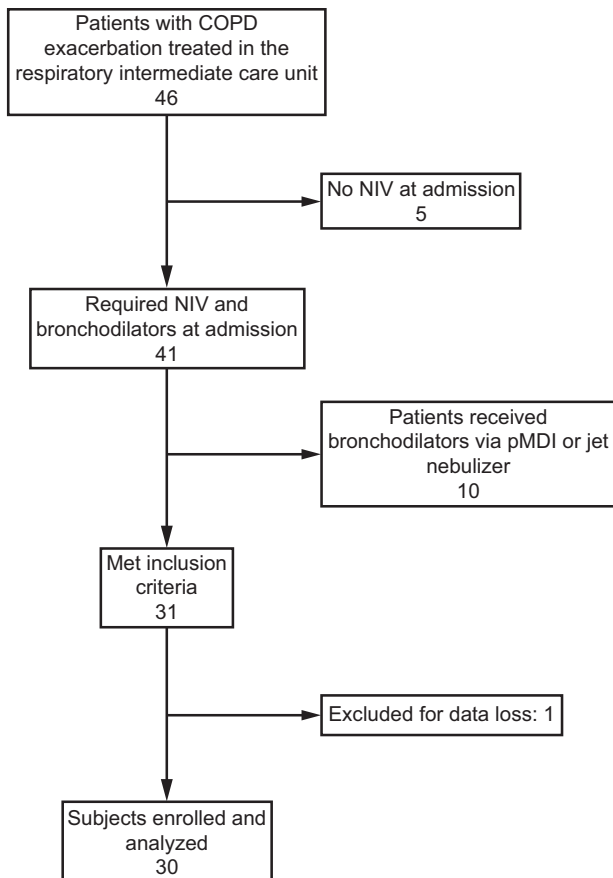 Patients with COPD
exacerbation treated in the
respiratory intermediate care unit
46
No NIV at admission
5
Required NIV and
bronchodilators at admission
41
Patients received
bronchodilators via pMDI or jet
nebulizer
10
Met inclusion
criteria
31
Excluded for data loss: 1
Subjects enrolled and
analyzed
30